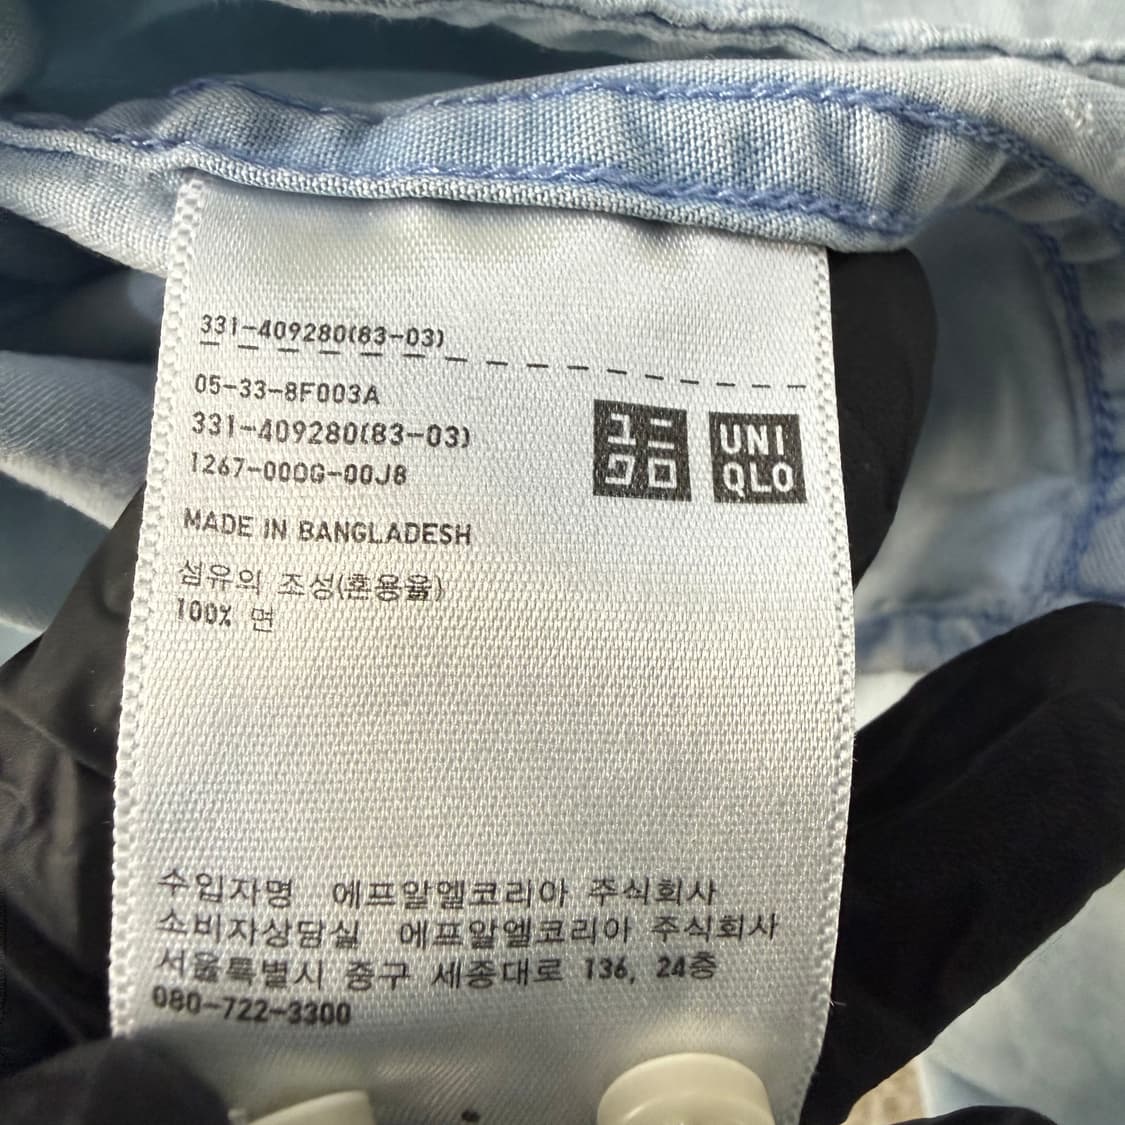 331-409280(83-03)
05-33-8F003A
331-409280(83-03)
1267-000G-00J8
ユニ
クロ
UNI
QLO
MADE IN BANGLADESH
섬유의 조성(혼용율)
100% 면
수입자명 에프알엘코리아 주식회사
소비자상담실 에프알엘코리아 주식회사
서울특별시 중구 세종대로 136, 24층
080-722-3300